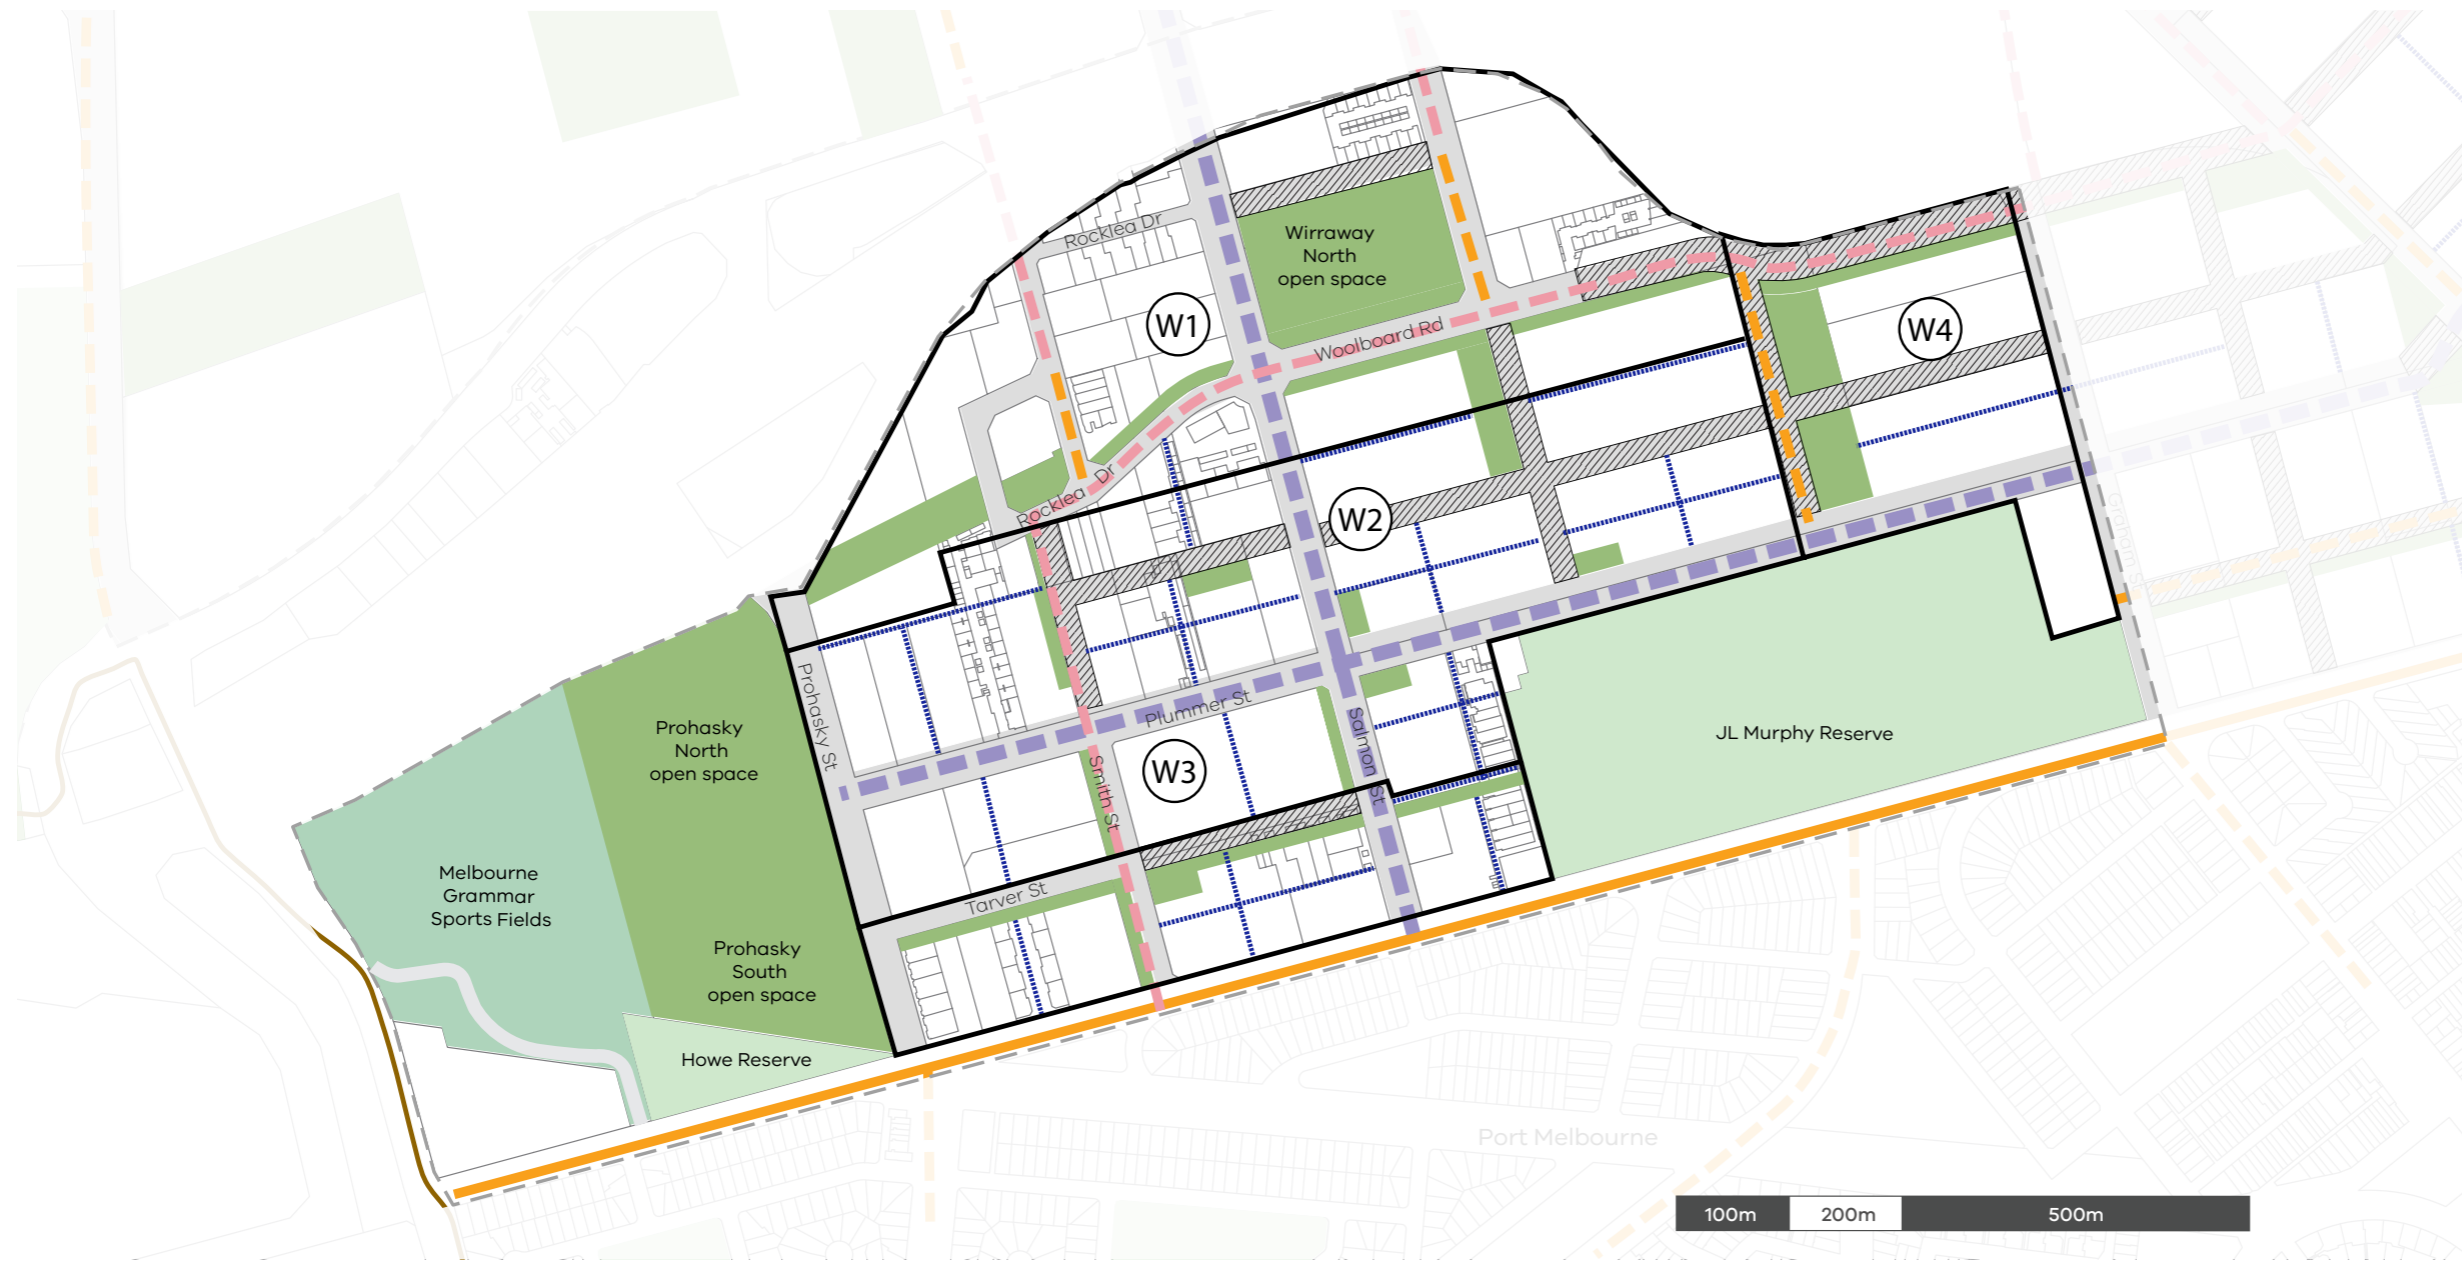 Rocklea Dr
Wirraway
North
open space
W1
W4
Woolboard Rd
Rocklea Dr
W2
Prohasky St
Prohasky
North
open space
Plummer St
Salmon St
JL Murphy Reserve
W3
Smith St
Melbourne
Grammar
Sports Fields
Tarver St
Prohasky
South
open space
Howe Reserve
Port Melbourne
100m
200m
500m